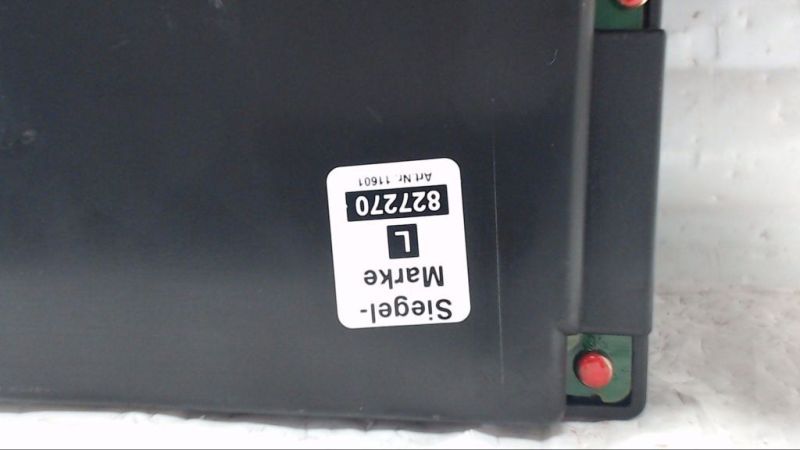 Siegel-
Marke
L
827270
Art.Nr. 11601